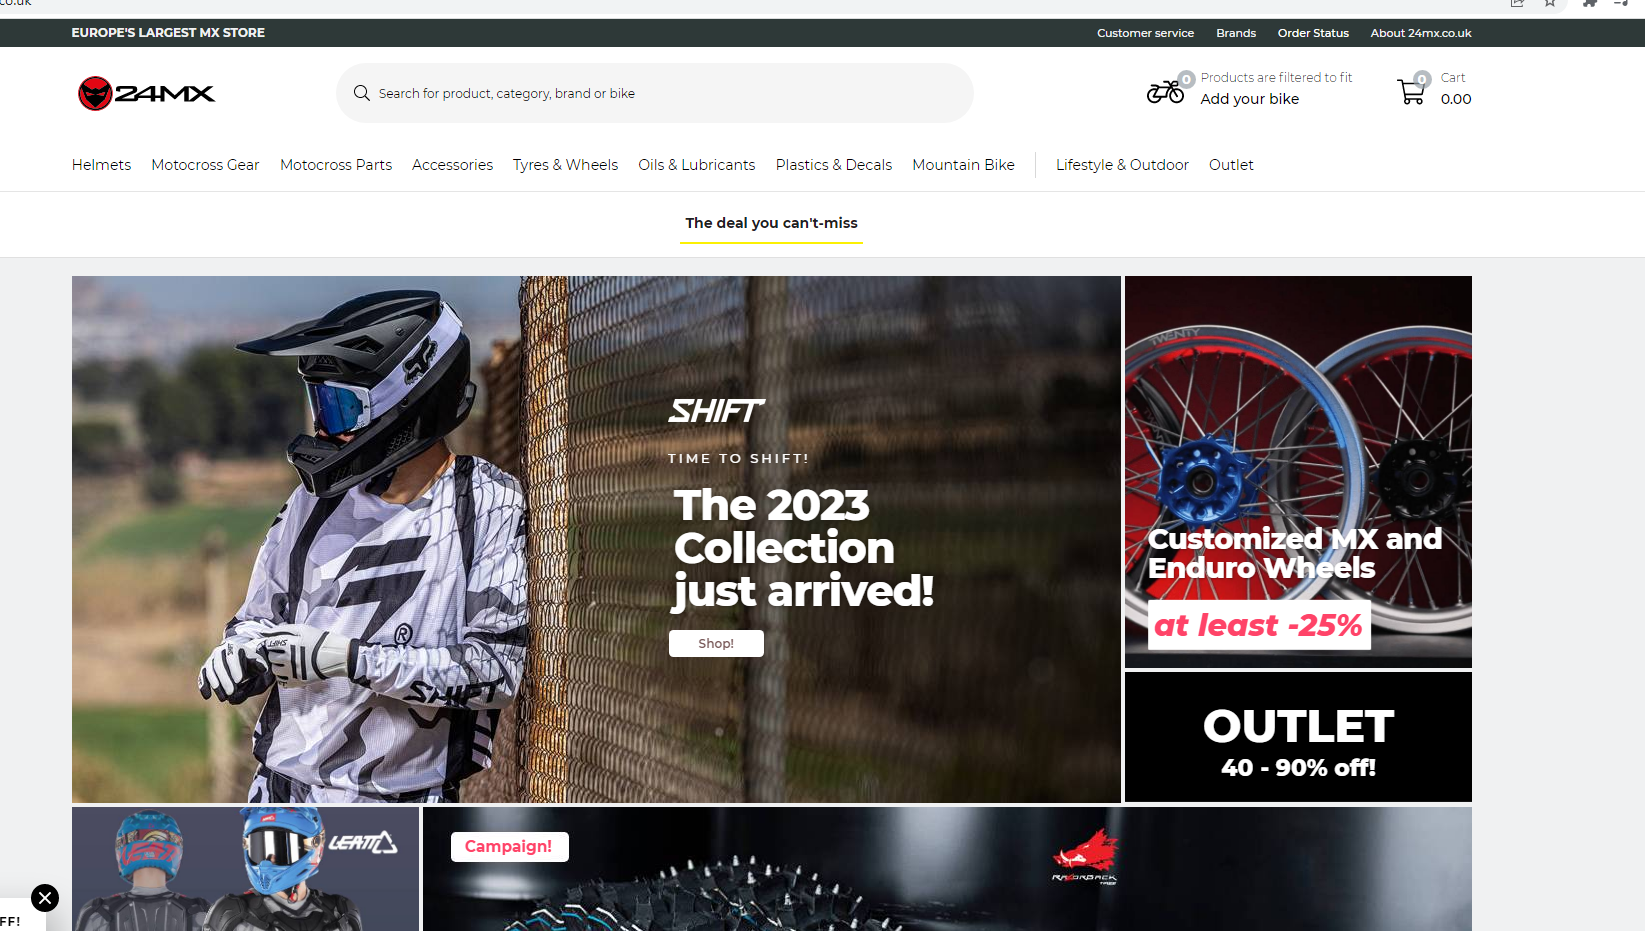 co.uk
EUROPE'S LARGEST MX STORE
Customer service Brands Order Status About 24mx.co.uk
24MX
Search for product, category, brand or bike
0 Products are filtered to fit
Add your bike
0 Cart
0.00
Helmets Motocross Gear Motocross Parts Accessories Tyres & Wheels Oils & Lubricants Plastics & Decals Mountain Bike Lifestyle & Outdoor Outlet
The deal you can't-miss
FOX
SHIFT
TIME TO SHIFT!
The 2023
Collection
just arrived!
Shop!
®
SHIFT
SHIFT
TWENTY
Customized MX and
Enduro Wheels
at least -25%
OUTLET
40 - 90% off!
LEATT
Campaign!
RAZORBACK
TIRES
FF!